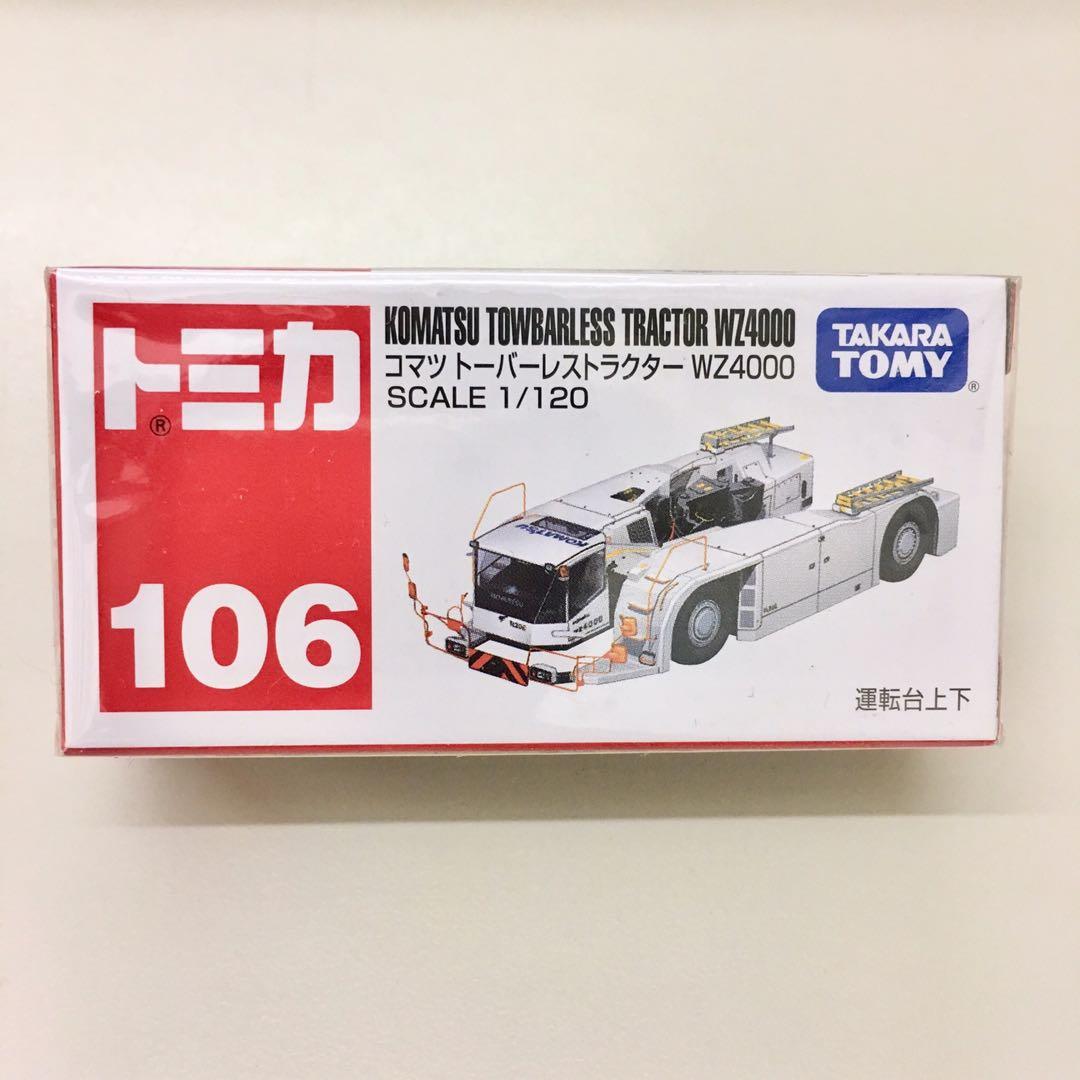 トミカ®
106
KOMATSU TOWBARLESS TRACTOR WZ4000
コマツ トーバーレストラクター WZ4000
SCALE 1/120
TAKARA
TOMY®
KOMATSU
WZ4000
運転台上下